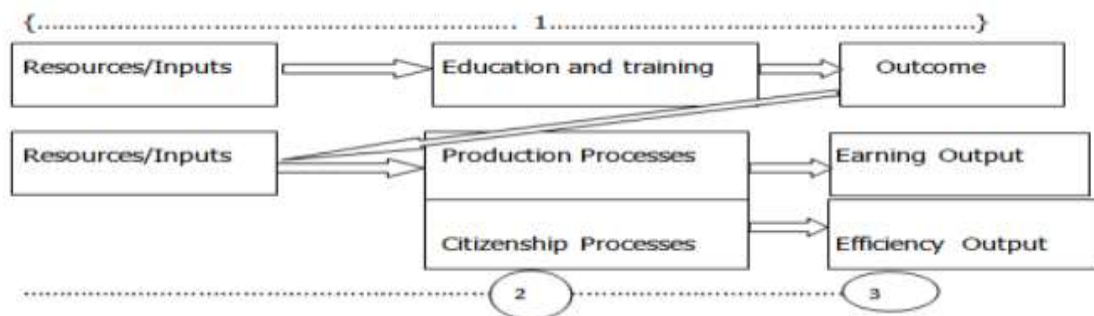 {.................................................. 1..................................................}
Resources/Inputs Education and training Outcome
Resources/Inputs Production Processes Earning Output
Citizenship Processes Efficiency Output
2 3